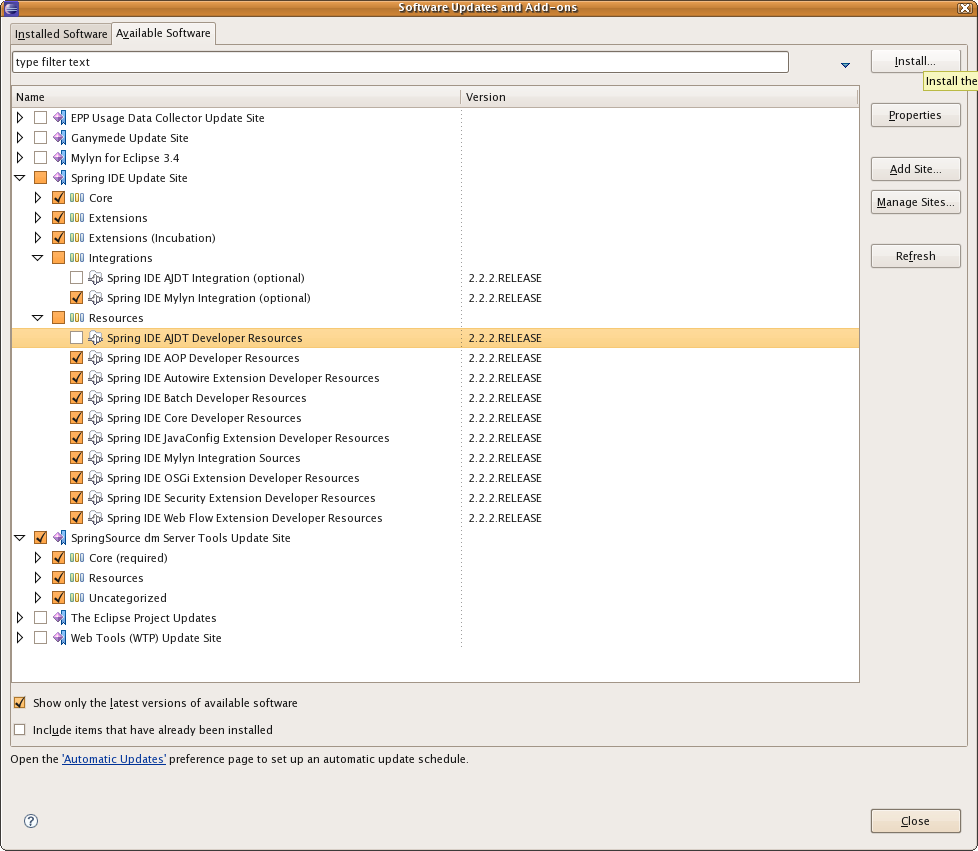 Software Updates and Add-ons
Installed Software
Available Software
type filter text
Install...
Install the
Name
Version
Properties
EPP Usage Data Collector Update Site
Ganymede Update Site
Mylyn for Eclipse 3.4
Add Site...
Spring IDE Update Site
Core
Manage Sites...
Extensions
Extensions (Incubation)
Integrations
Refresh
Spring IDE AJDT Integration (optional) 2.2.2.RELEASE
Spring IDE Mylyn Integration (optional) 2.2.2.RELEASE
Resources
Spring IDE AJDT Developer Resources 2.2.2.RELEASE
Spring IDE AOP Developer Resources 2.2.2.RELEASE
Spring IDE Autowire Extension Developer Resources 2.2.2.RELEASE
Spring IDE Batch Developer Resources 2.2.2.RELEASE
Spring IDE Core Developer Resources 2.2.2.RELEASE
Spring IDE JavaConfig Extension Developer Resources 2.2.2.RELEASE
Spring IDE Mylyn Integration Sources 2.2.2.RELEASE
Spring IDE OSGi Extension Developer Resources 2.2.2.RELEASE
Spring IDE Security Extension Developer Resources 2.2.2.RELEASE
Spring IDE Web Flow Extension Developer Resources 2.2.2.RELEASE
SpringSource dm Server Tools Update Site
Core (required)
Resources
Uncategorized
The Eclipse Project Updates
Web Tools (WTP) Update Site
Show only the latest versions of available software
Include items that have already been installed
Open the 'Automatic Updates' preference page to set up an automatic update schedule.
?
Close